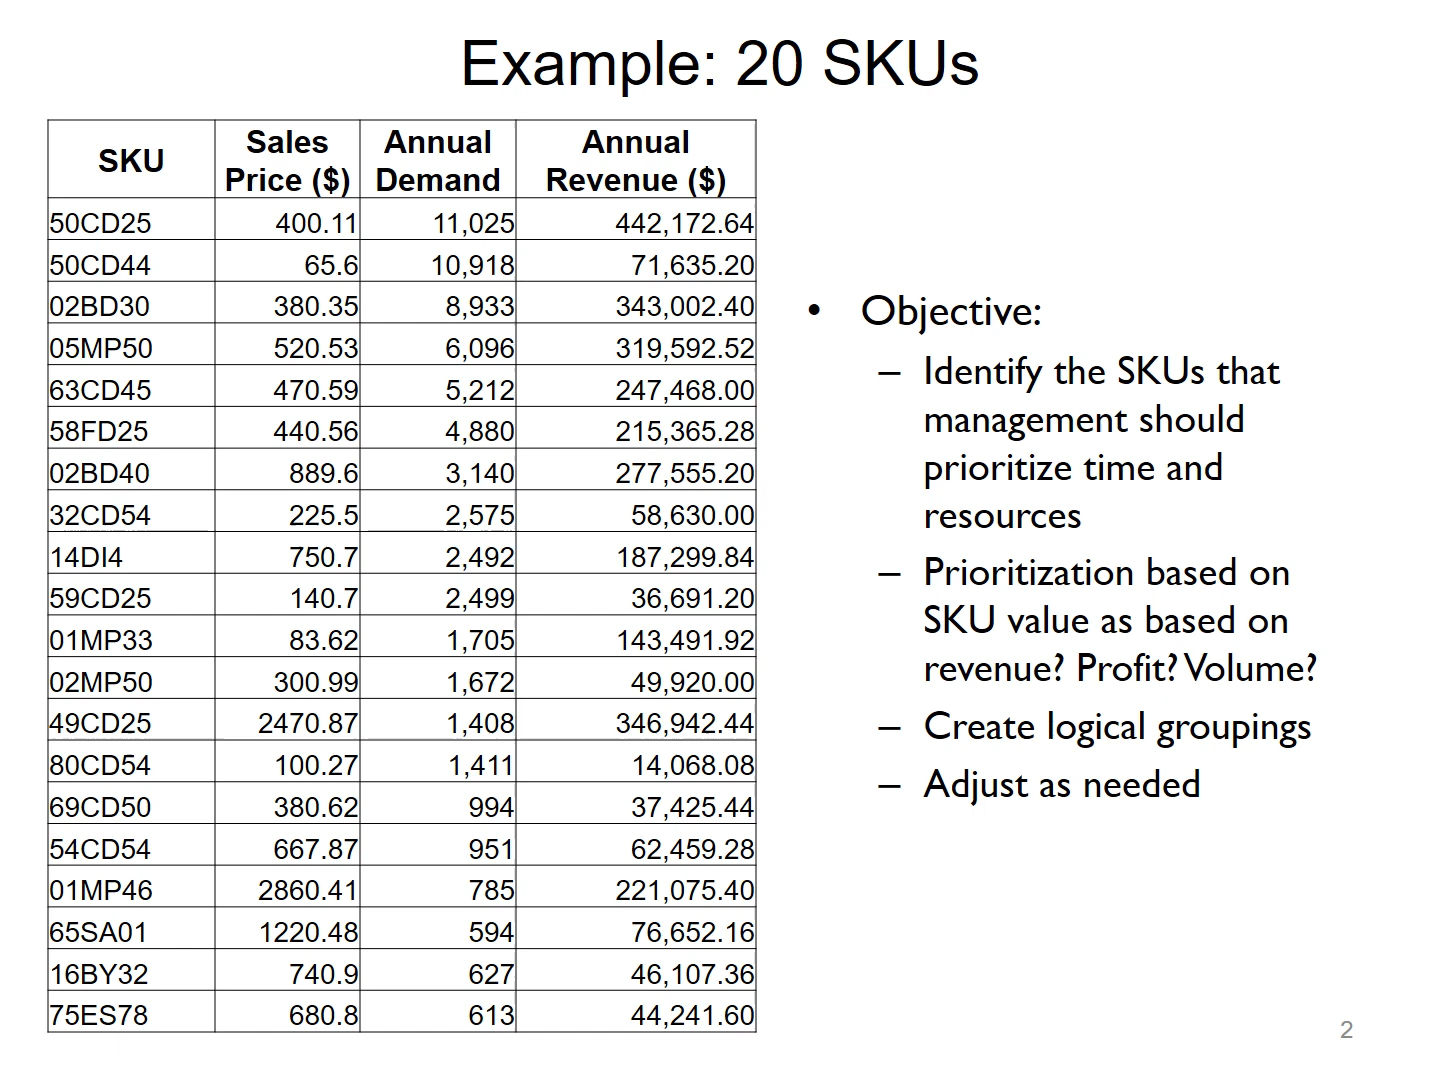 Example: 20 SKUs
SKU Sales Price ($) Annual Demand Annual Revenue ($)
50CD25 400.11 11,025 442,172.64
50CD44 65.6 10,918 71,635.20
02BD30 380.35 8,933 343,002.40
05MP50 520.53 6,096 319,592.52
63CD45 470.59 5,212 247,468.00
58FD25 440.56 4,880 215,365.28
02BD40 889.6 3,140 277,555.20
32CD54 225.5 2,575 58,630.00
14DI4 750.7 2,492 187,299.84
59CD25 140.7 2,499 36,691.20
01MP33 83.62 1,705 143,491.92
02MP50 300.99 1,672 49,920.00
49CD25 2470.87 1,408 346,942.44
80CD54 100.27 1,411 14,068.08
69CD50 380.62 994 37,425.44
54CD54 667.87 951 62,459.28
01MP46 2860.41 785 221,075.40
65SA01 1220.48 594 76,652.16
16BY32 740.9 627 46,107.36
75ES78 680.8 613 44,241.60
• Objective:
– Identify the SKUs that
management should
prioritize time and
resources
– Prioritization based on
SKU value as based on
revenue? Profit? Volume?
– Create logical groupings
– Adjust as needed
2